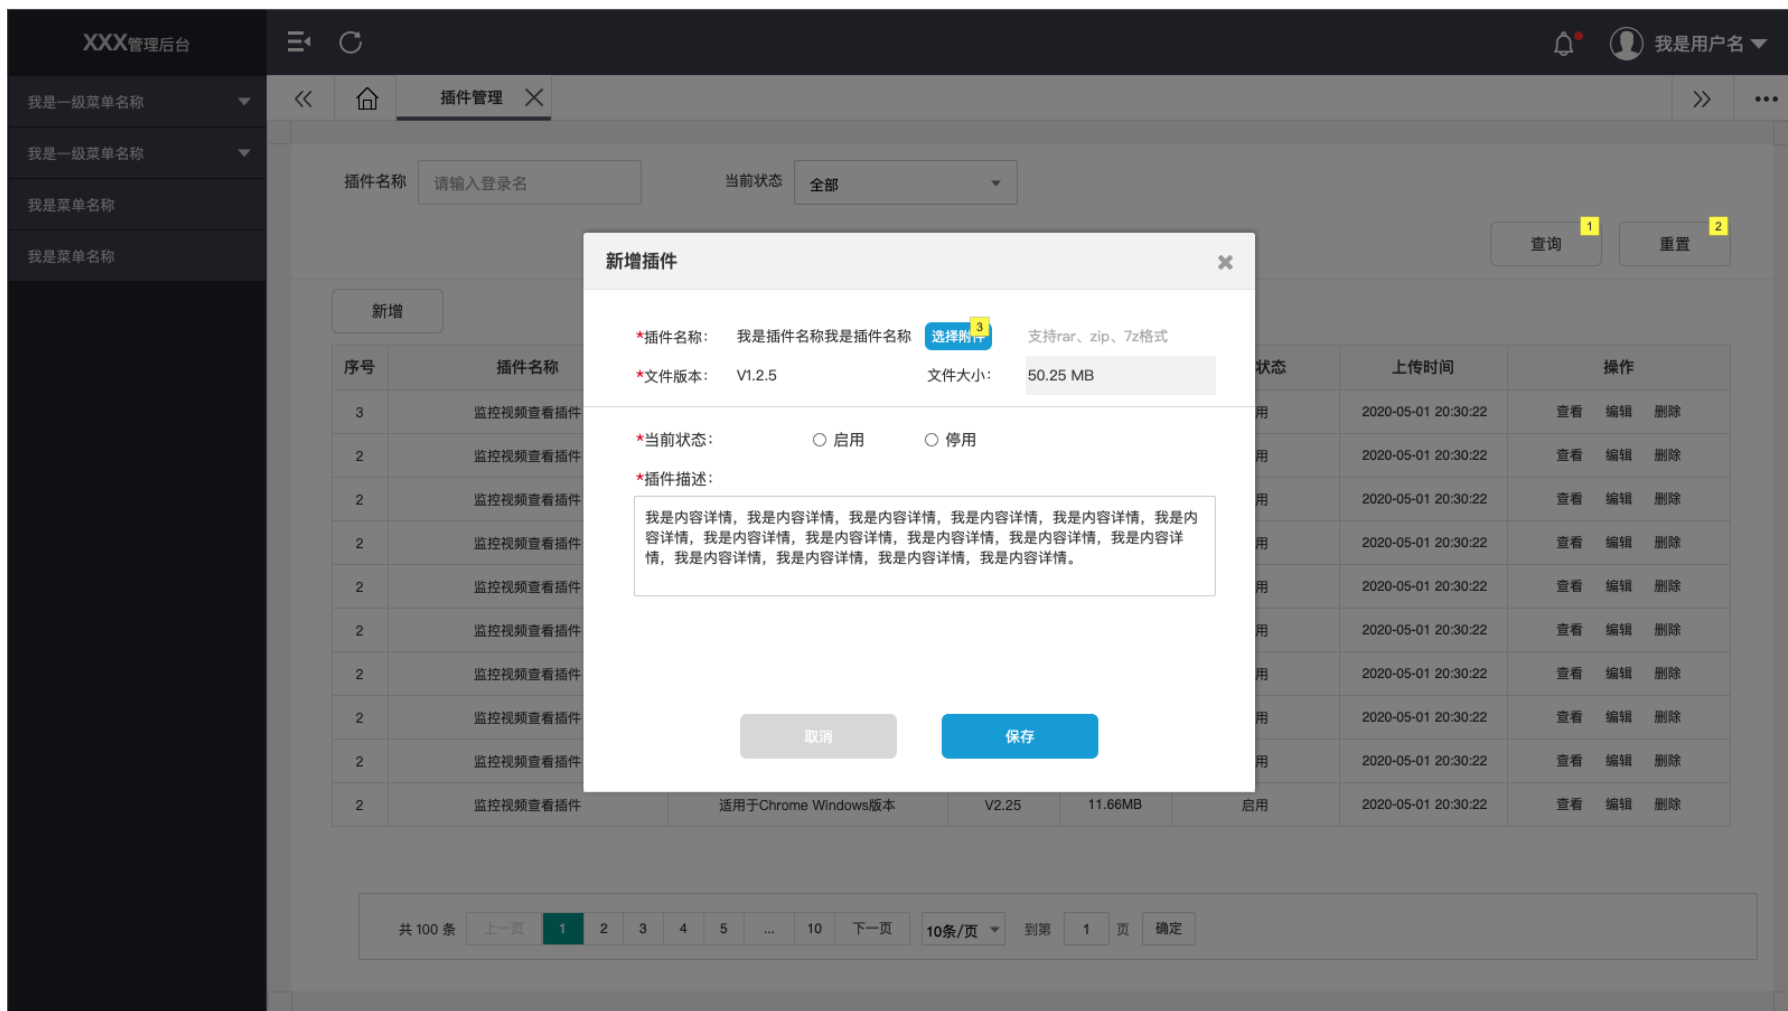 XXX管理后台
我是用户名
我是一级菜单名称
我是一级菜单名称
我是菜单名称
我是菜单名称
插件管理
插件名称 请输入登录名 当前状态 全部
查询 1 重置 2
新增
序号 插件名称 状态 上传时间 操作
3 监控视频查看插件 用 2020-05-01 20:30:22 查看 编辑 删除
2 监控视频查看插件 用 2020-05-01 20:30:22 查看 编辑 删除
2 监控视频查看插件 用 2020-05-01 20:30:22 查看 编辑 删除
2 监控视频查看插件 用 2020-05-01 20:30:22 查看 编辑 删除
2 监控视频查看插件 用 2020-05-01 20:30:22 查看 编辑 删除
2 监控视频查看插件 用 2020-05-01 20:30:22 查看 编辑 删除
2 监控视频查看插件 用 2020-05-01 20:30:22 查看 编辑 删除
2 监控视频查看插件 用 2020-05-01 20:30:22 查看 编辑 删除
2 监控视频查看插件 用 2020-05-01 20:30:22 查看 编辑 删除
2 监控视频查看插件 适用于Chrome Windows版本 V2.25 11.66MB 启用 2020-05-01 20:30:22 查看 编辑 删除
新增插件
*插件名称： 我是插件名称我是插件名称 选择附件 3 支持rar、zip、7z格式
*文件版本： V1.2.5 文件大小： 50.25 MB
*当前状态： 启用 停用
*插件描述：
我是内容详情，我是内容详情，我是内容详情，我是内容详情，我是内容详情，我是内
容详情，我是内容详情，我是内容详情，我是内容详情，我是内容详情，我是内容详
情，我是内容详情，我是内容详情，我是内容详情，我是内容详情。
取消 保存
共 100 条 上一页 1 2 3 4 5 ... 10 下一页 10条/页 到第 1 页 确定